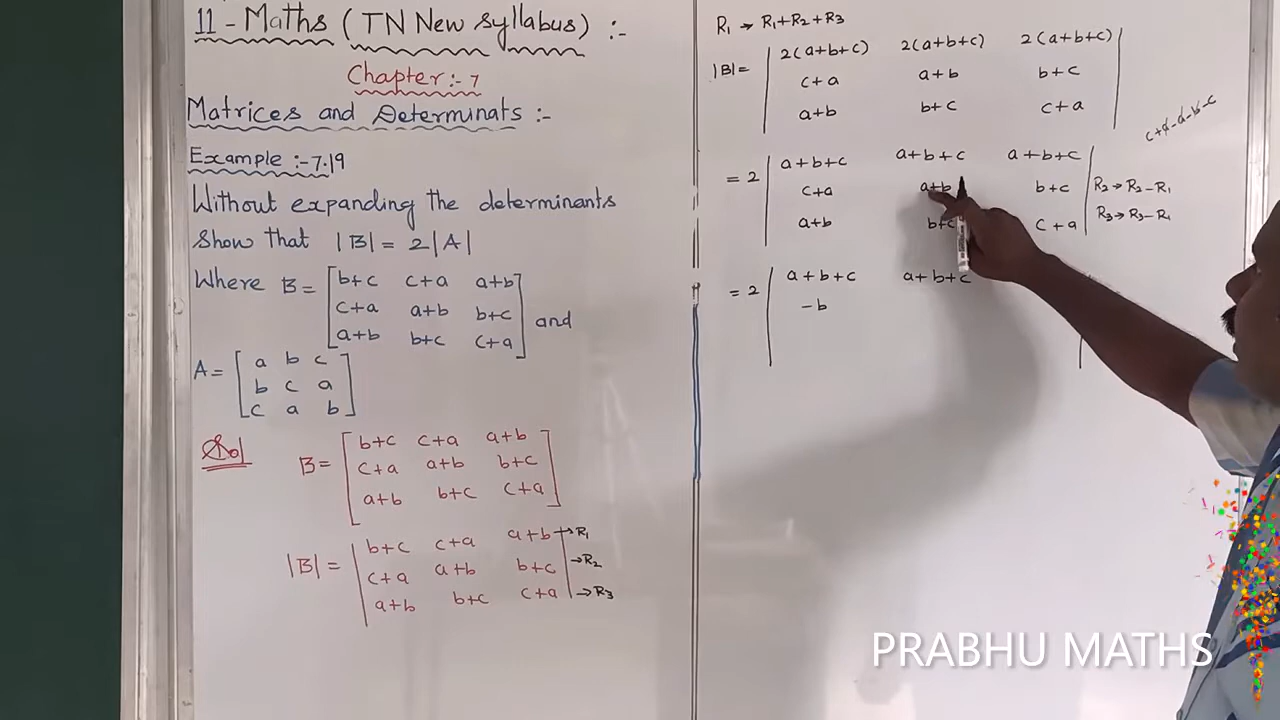 11 - Maths ( TN New Syllabus) :-
Chapter :- 7
Matrices and Determinats :-
Example :- 7.19
Without expanding the determinants
Show that |B| = 2|A|
Where B = [ b+c c+a a+b
c+a a+b b+c
a+b b+c c+a ] and
A = [ a b c
b c a
c a b ]
Sol
B = [ b+c c+a a+b
c+a a+b b+c
a+b b+c c+a ]
|B| = | b+c c+a a+b | → R₁
| c+a a+b b+c | → R₂
| a+b b+c c+a | → R₃
R₁ → R₁+R₂+R₃
|B| = | 2(a+b+c) 2(a+b+c) 2(a+b+c) |
| c+a a+b b+c |
| a+b b+c c+a |
c+a-a-b-c
= 2 | a+b+c a+b+c a+b+c |
| c+a a+b b+c | R₂→R₂-R₁
| a+b b+c c+a | R₃→R₃-R₁
= 2 | a+b+c a+b+c
-b
PRABHU MATHS